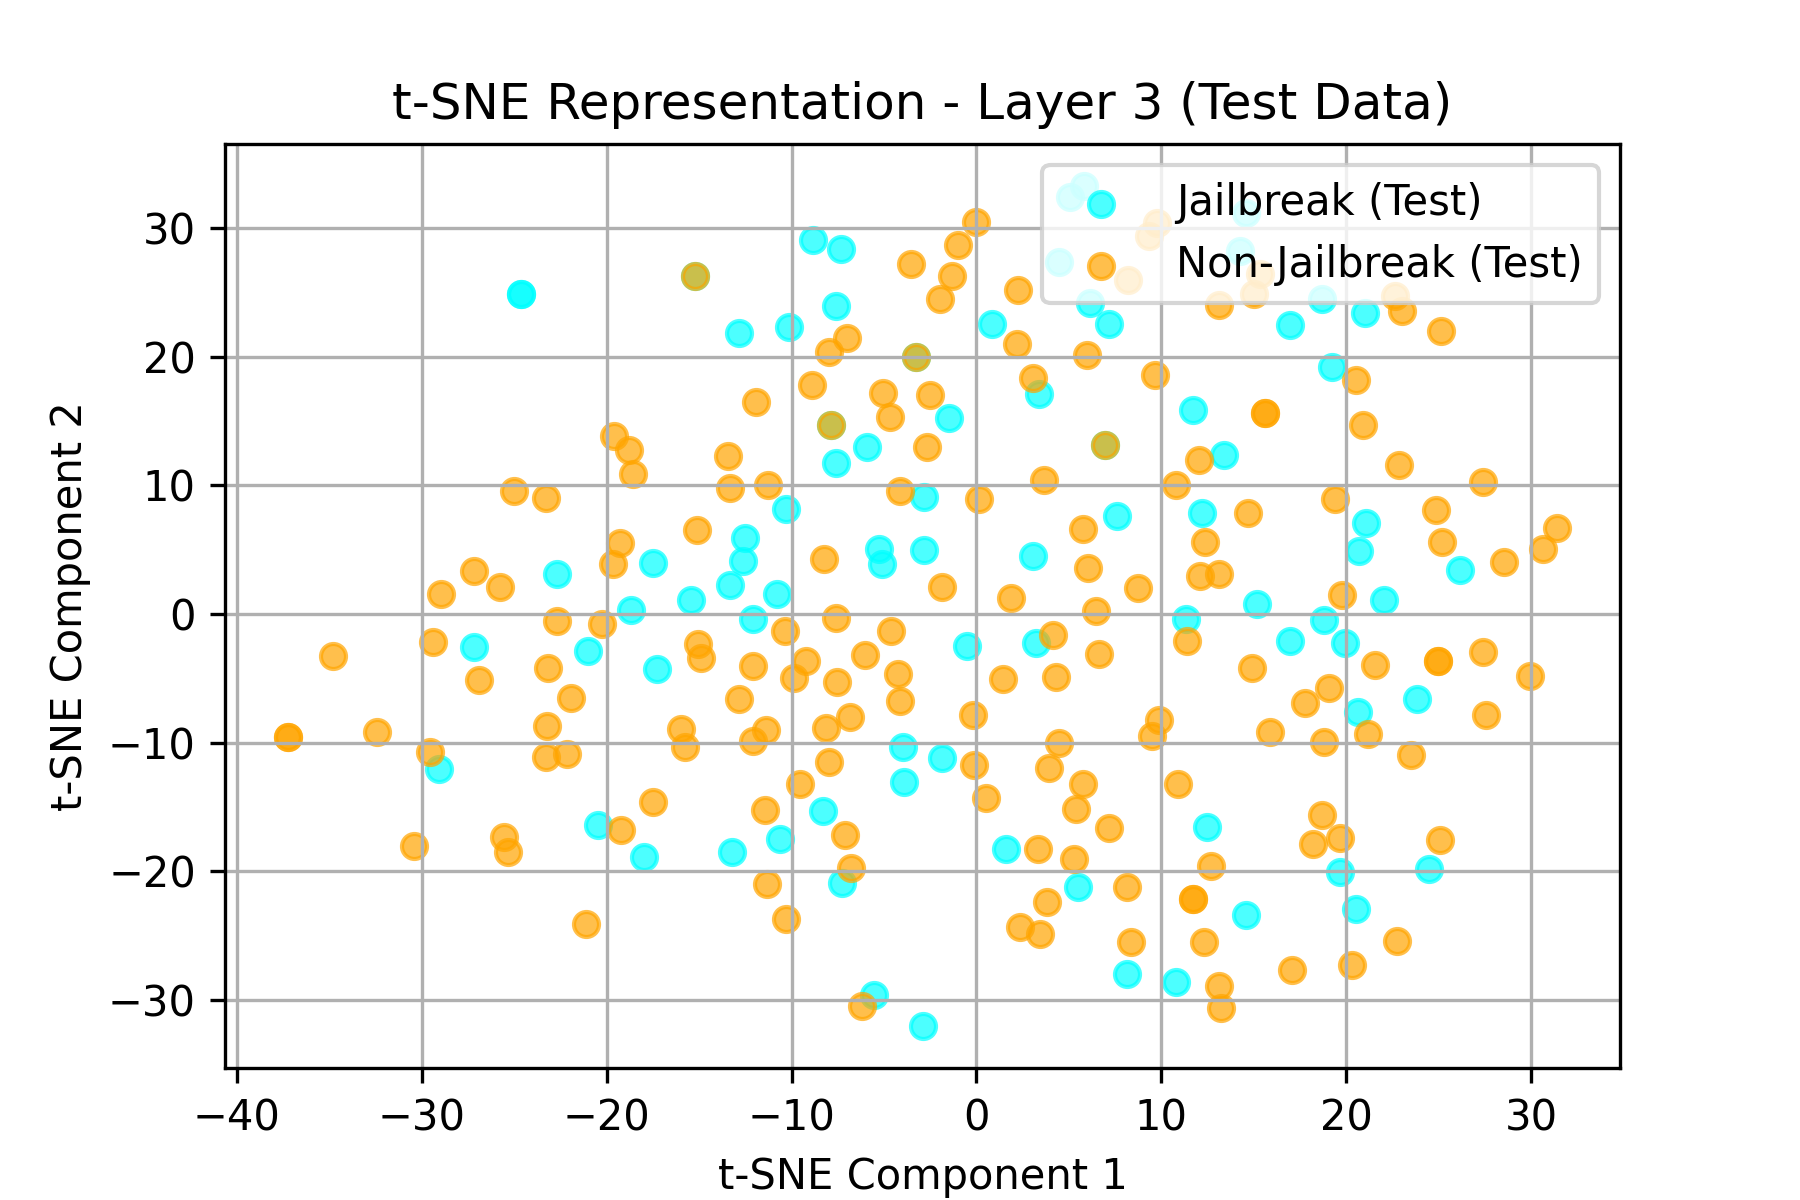 t-SNE Representation - Layer 3 (Test Data)
Jailbreak (Test)
Non-Jailbreak (Test)
30
20
10
0
−10
−20
−30
t-SNE Component 2
−40 −30 −20 −10 0 10 20 30
t-SNE Component 1